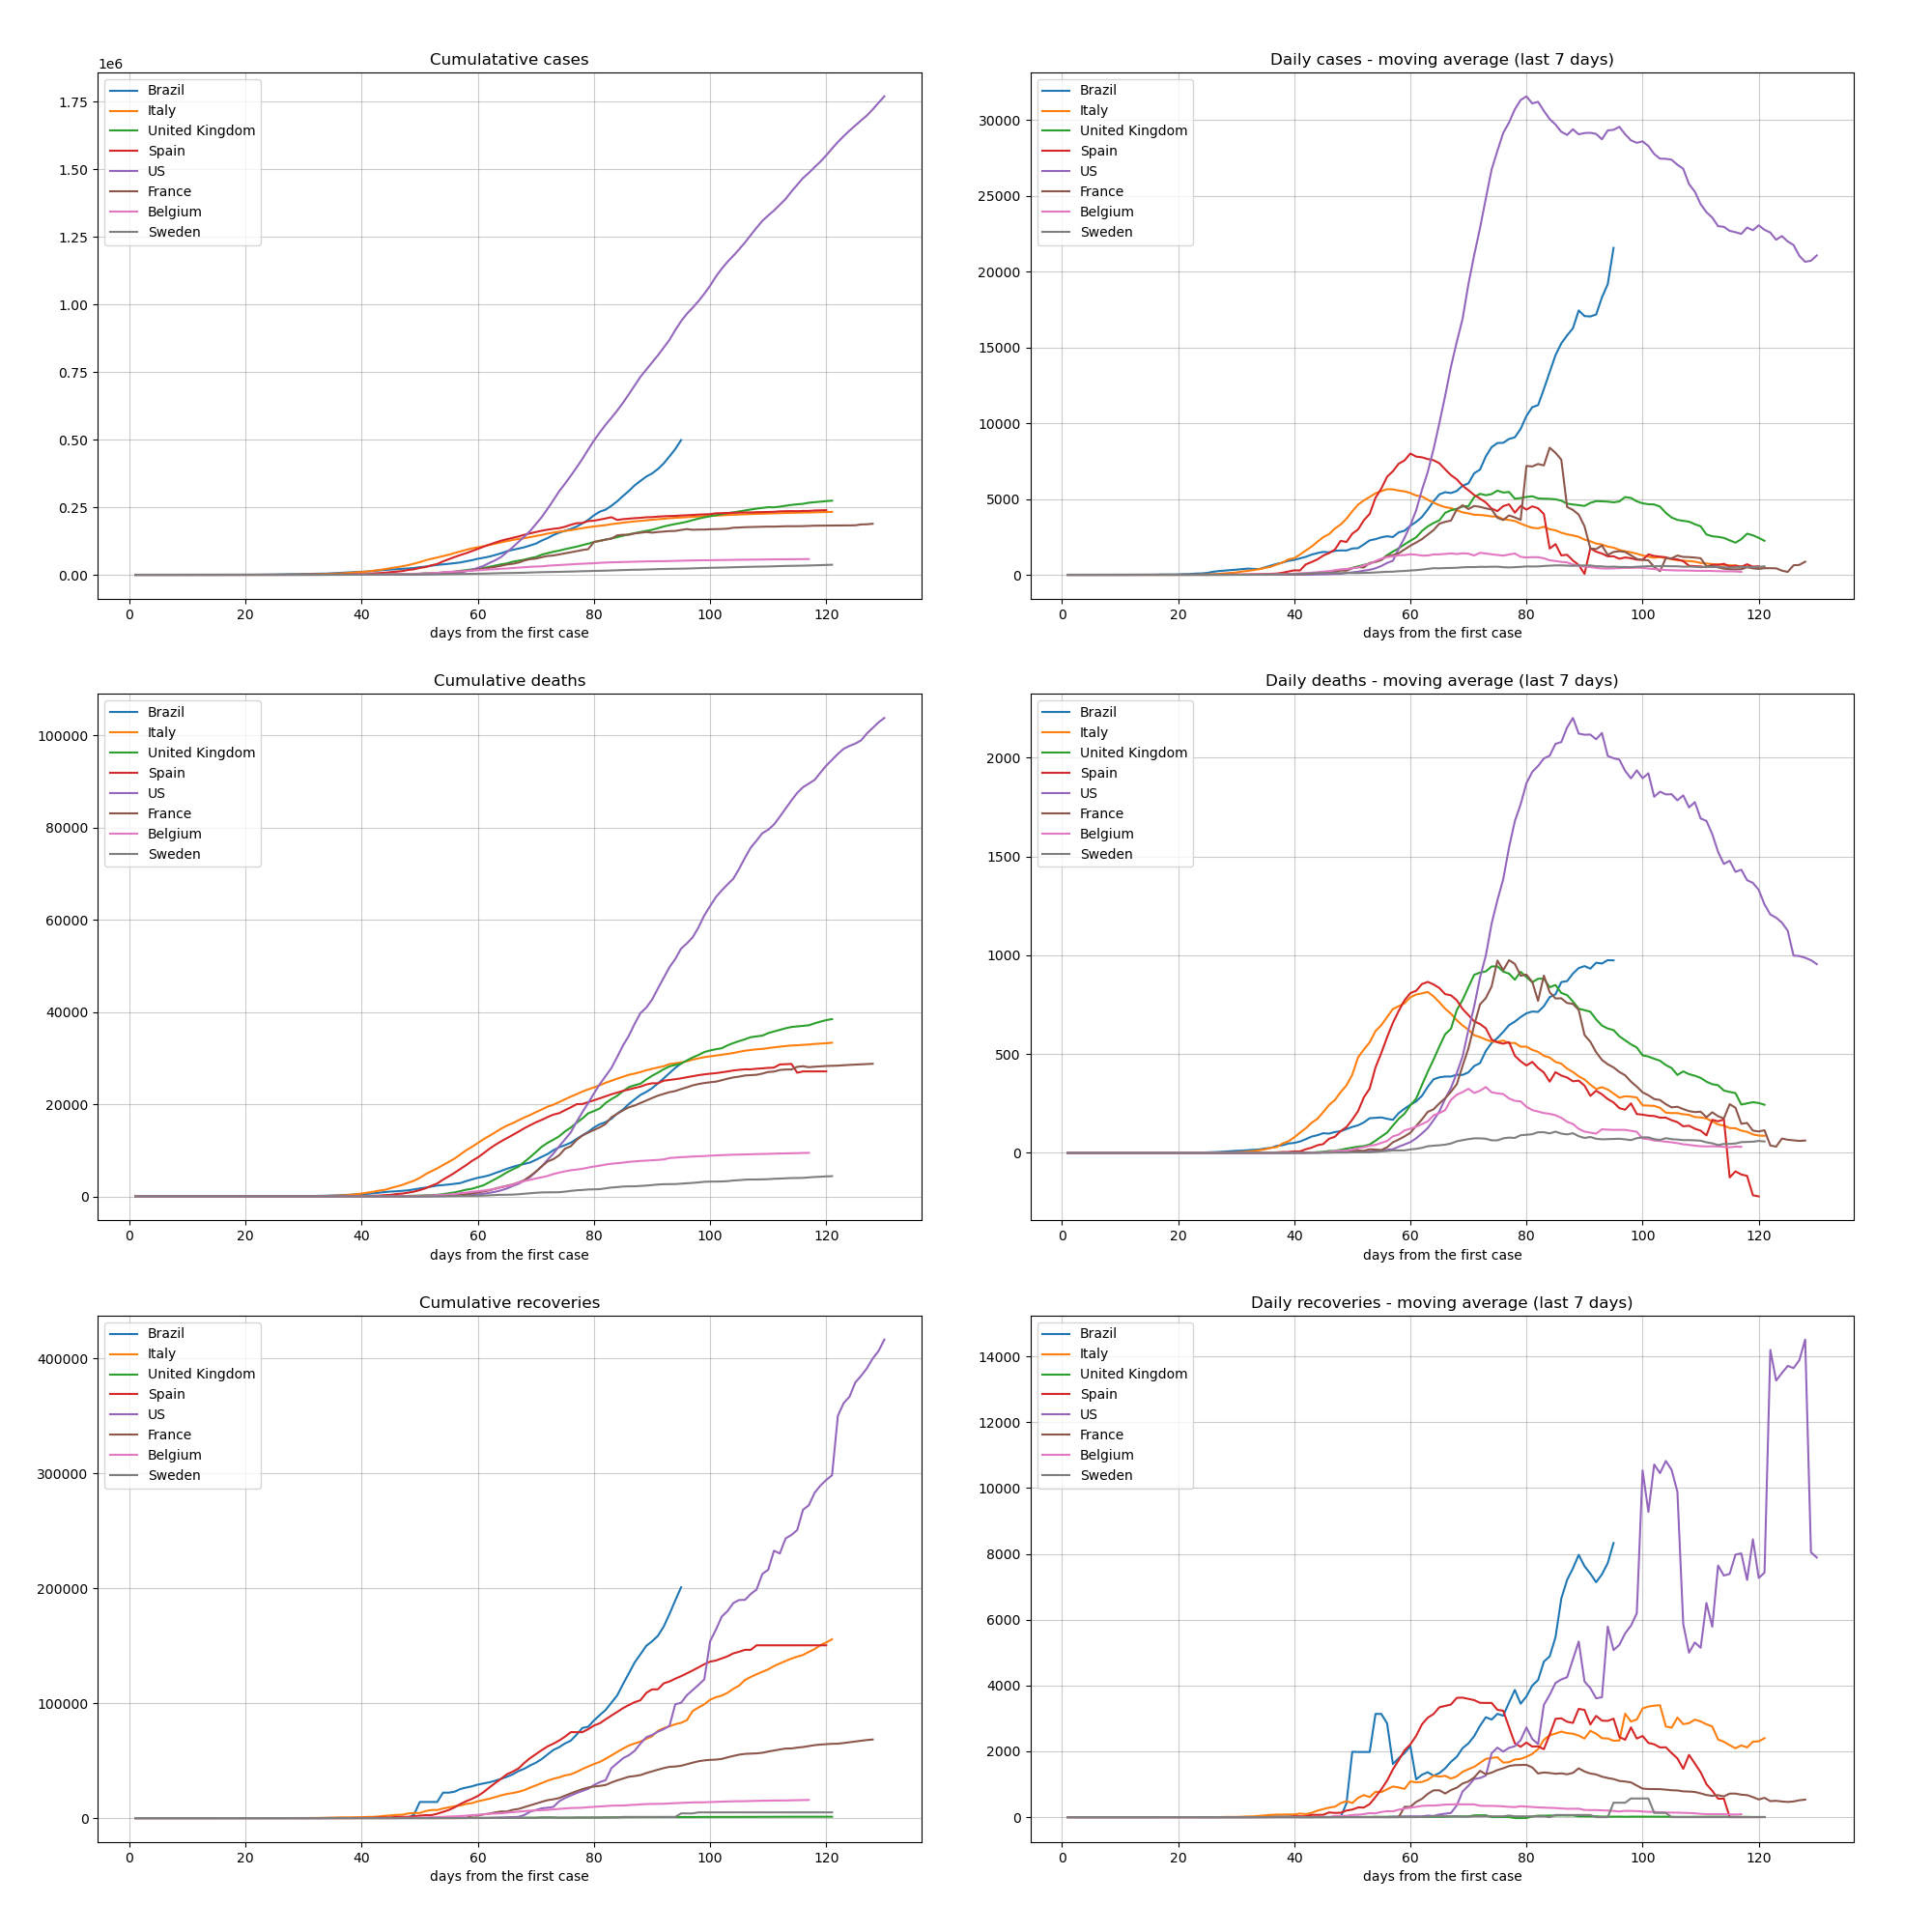 Cumulatative cases
1e6
1.75
1.50
1.25
1.00
0.75
0.50
0.25
0.00
Brazil
Italy
United Kingdom
Spain
US
France
Belgium
Sweden
0 20 40 60 80 100 120
days from the first case
Daily cases - moving average (last 7 days)
30000
25000
20000
15000
10000
5000
0
Brazil
Italy
United Kingdom
Spain
US
France
Belgium
Sweden
0 20 40 60 80 100 120
days from the first case
Cumulative deaths
100000
80000
60000
40000
20000
0
Brazil
Italy
United Kingdom
Spain
US
France
Belgium
Sweden
0 20 40 60 80 100 120
days from the first case
Daily deaths - moving average (last 7 days)
2000
1500
1000
500
0
Brazil
Italy
United Kingdom
Spain
US
France
Belgium
Sweden
0 20 40 60 80 100 120
days from the first case
Cumulative recoveries
400000
300000
200000
100000
0
Brazil
Italy
United Kingdom
Spain
US
France
Belgium
Sweden
0 20 40 60 80 100 120
days from the first case
Daily recoveries - moving average (last 7 days)
14000
12000
10000
8000
6000
4000
2000
0
Brazil
Italy
United Kingdom
Spain
US
France
Belgium
Sweden
0 20 40 60 80 100 120
days from the first case